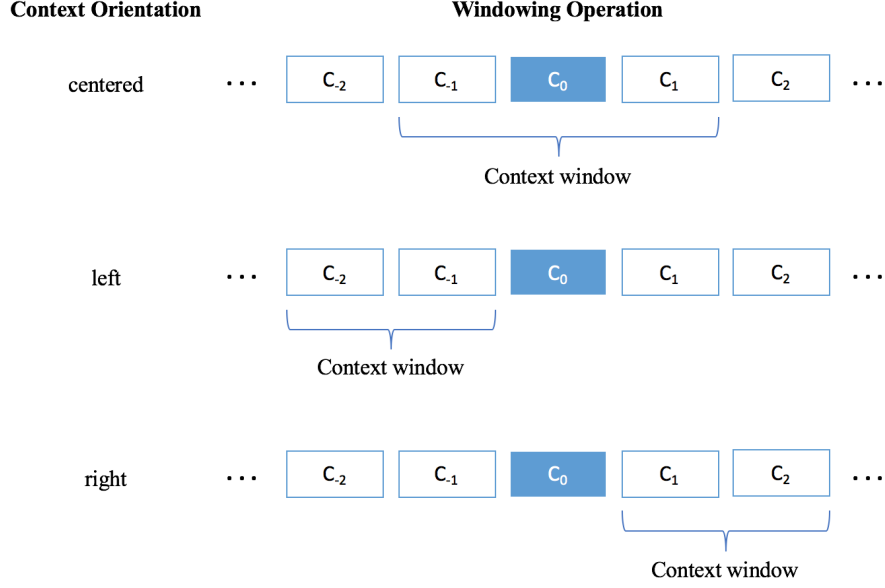 Context Orientation Windowing Operation
centered ... C-2 C-1 C0 C1 C2 ...
Context window
left ... C-2 C-1 C0 C1 C2 ...
Context window
right ... C-2 C-1 C0 C1 C2 ...
Context window